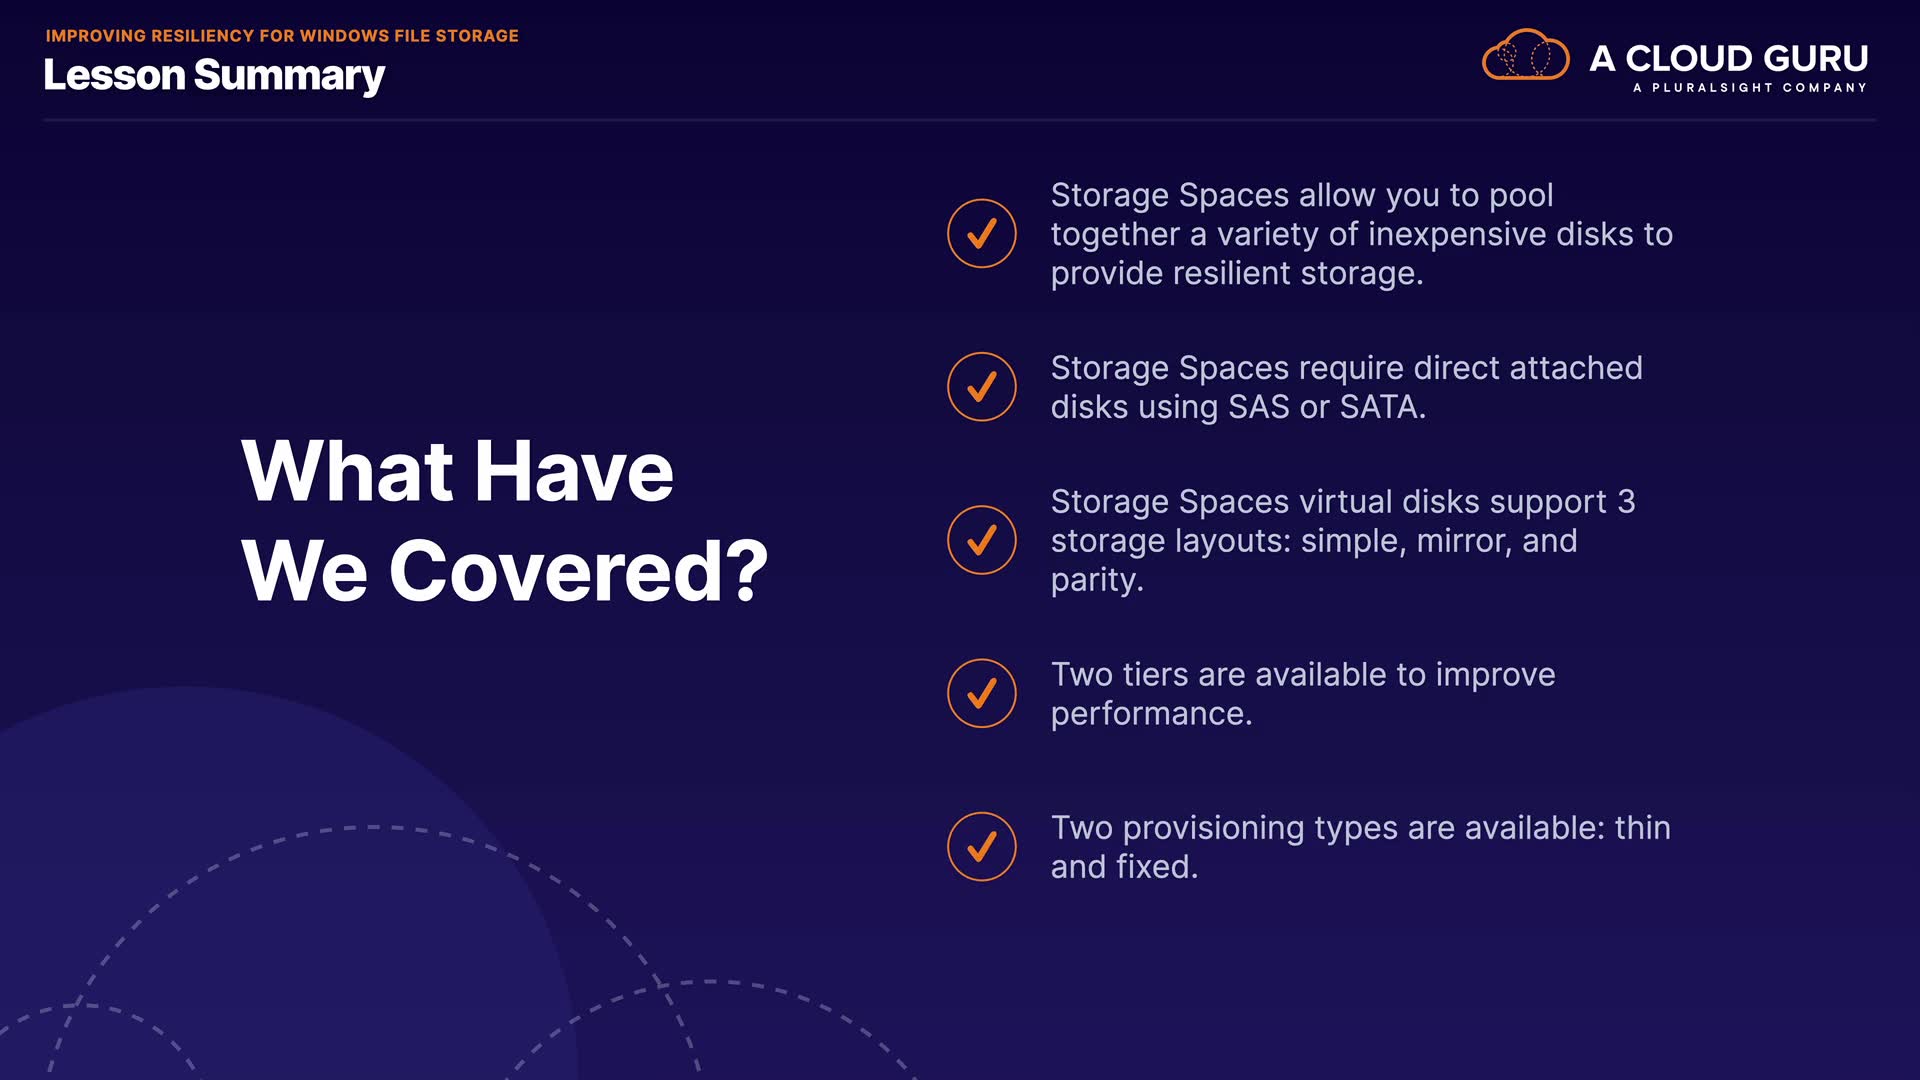 IMPROVING RESILIENCY FOR WINDOWS FILE STORAGE
Lesson Summary
A CLOUD GURU
A PLURALSIGHT COMPANY
What Have
We Covered?
Storage Spaces allow you to pool
together a variety of inexpensive disks to
provide resilient storage.
Storage Spaces require direct attached
disks using SAS or SATA.
Storage Spaces virtual disks support 3
storage layouts: simple, mirror, and
parity.
Two tiers are available to improve
performance.
Two provisioning types are available: thin
and fixed.